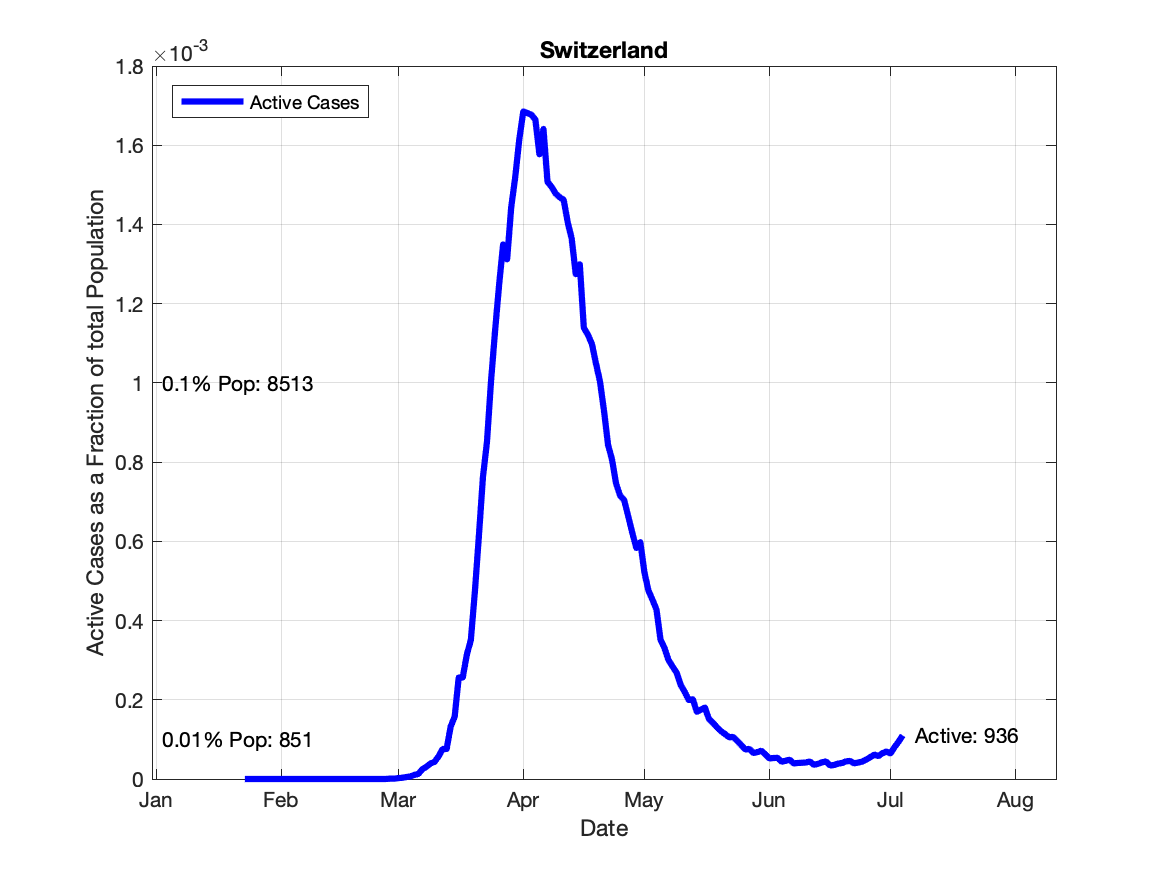 Switzerland
×10-3
Active Cases
1.8
1.6
1.4
1.2
1
0.8
0.6
0.4
0.2
0
0.1% Pop: 8513
0.01% Pop: 851
Active: 936
Jan Feb Mar Apr May Jun Jul Aug
Date
Active Cases as a Fraction of total Population